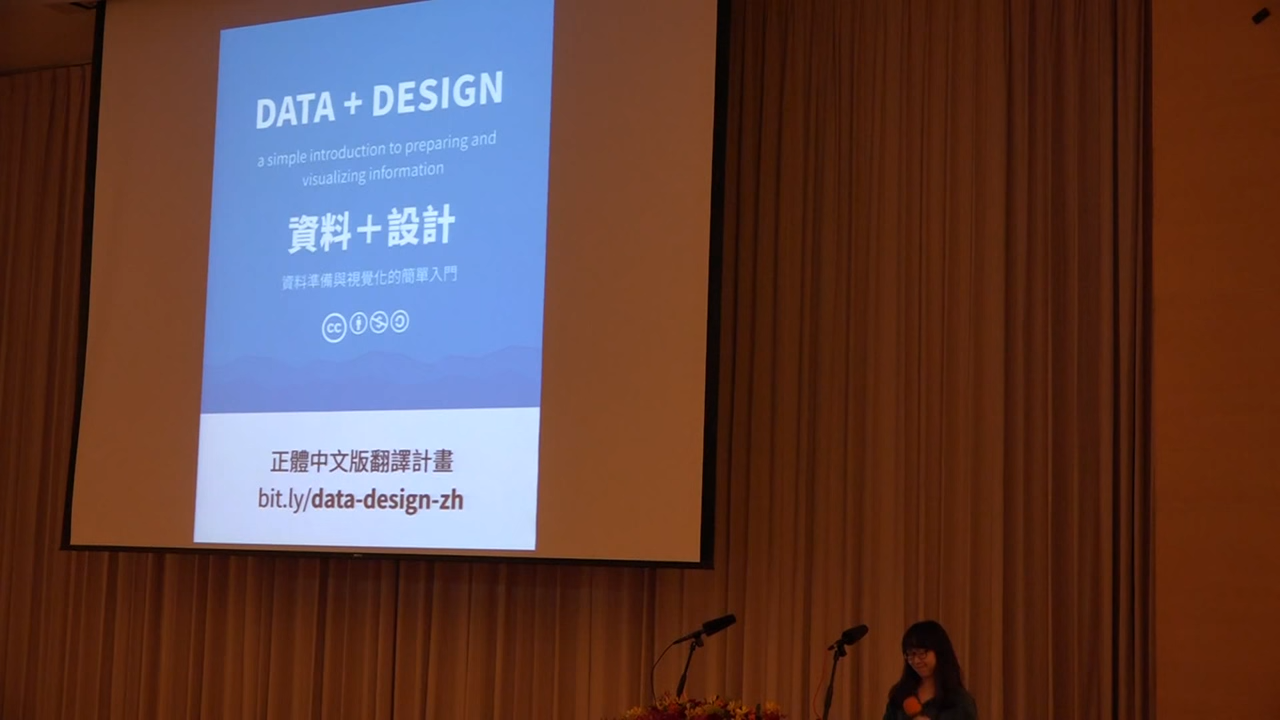 DATA + DESIGN
a simple introduction to preparing and
visualizing information
資料＋設計
資料準備與視覺化的簡單入門
cc
正體中文版翻譯計畫
bit.ly/data-design-zh